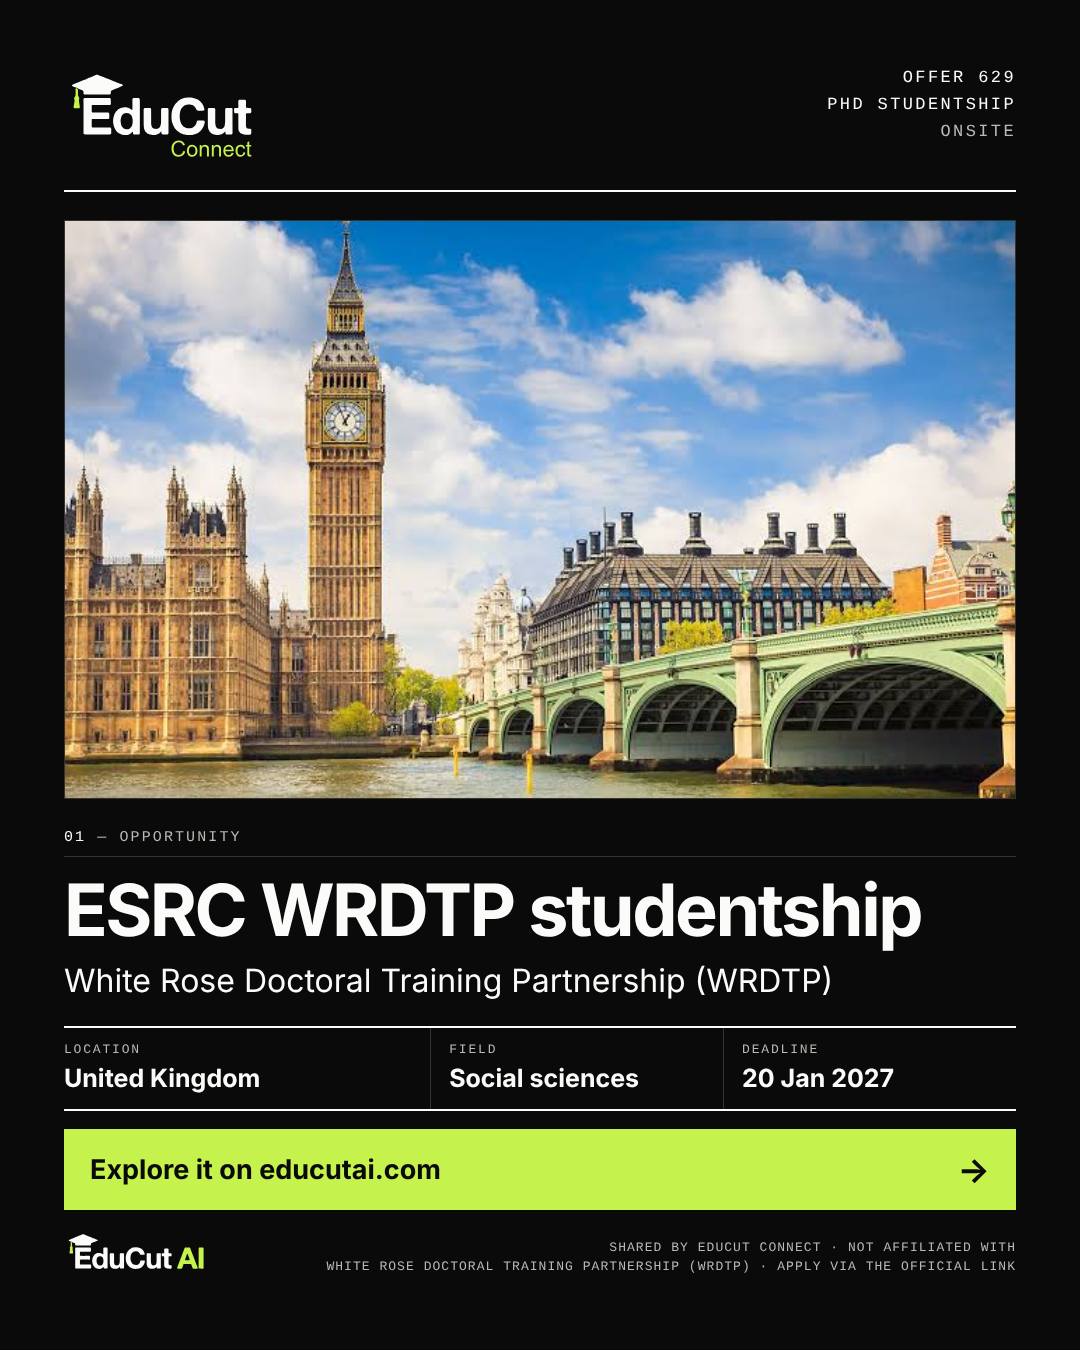 EduCut
Connect
OFFER 629
PHD STUDENTSHIP
ONSITE
01 — OPPORTUNITY
ESRC WRDTP studentship
White Rose Doctoral Training Partnership (WRDTP)
LOCATION
United Kingdom
FIELD
Social sciences
DEADLINE
20 Jan 2027
Explore it on educutai.com →
EduCut AI
SHARED BY EDUCUT CONNECT · NOT AFFILIATED WITH
WHITE ROSE DOCTORAL TRAINING PARTNERSHIP (WRDTP) · APPLY VIA THE OFFICIAL LINK